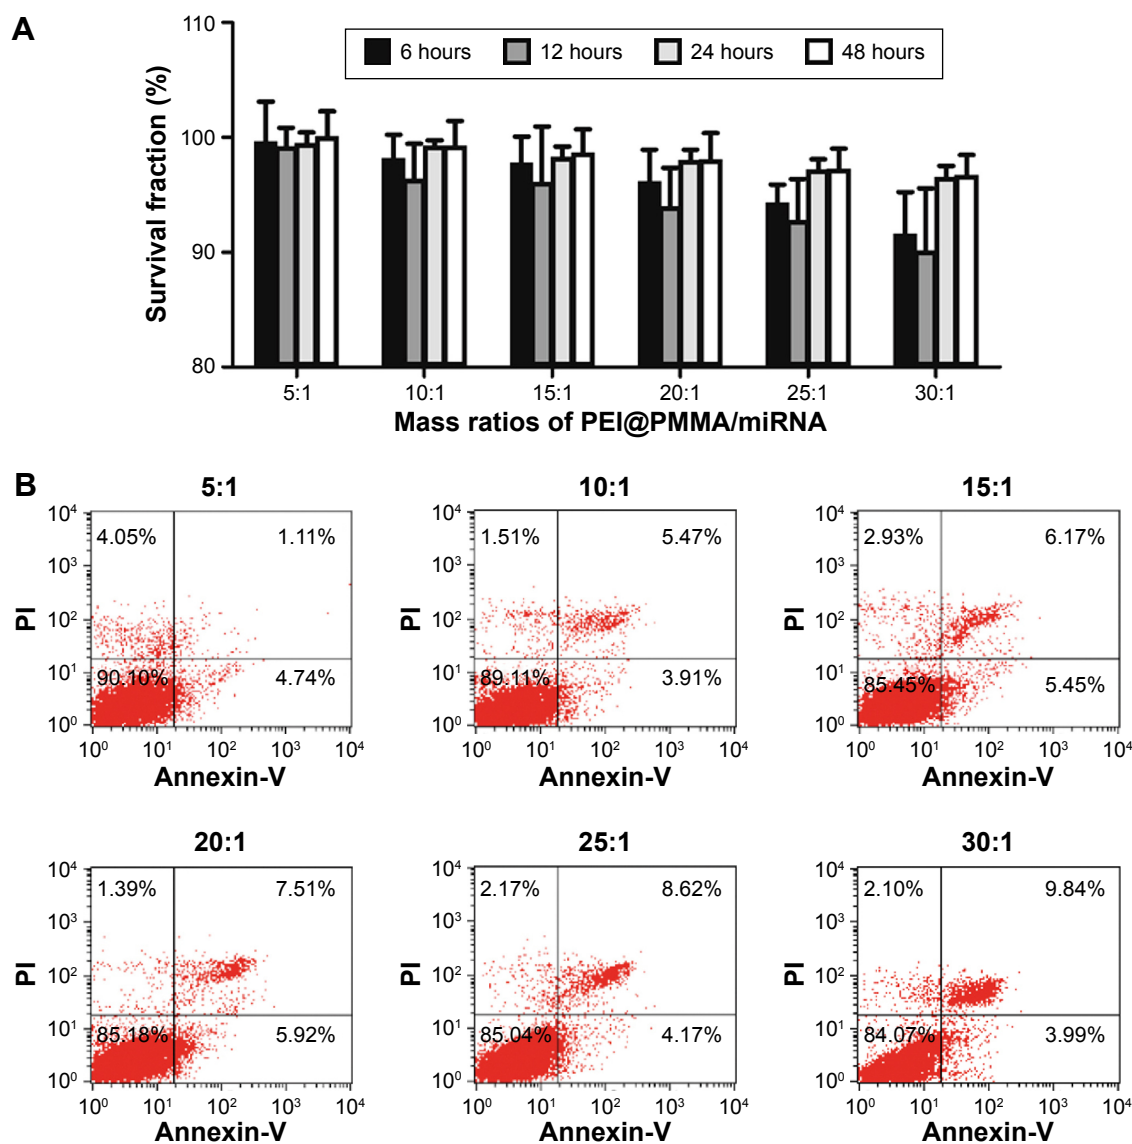 A
110
100
90
80
Survival fraction (%)
6 hours 12 hours 24 hours 48 hours
5:1 10:1 15:1 20:1 25:1 30:1
Mass ratios of PEI@PMMA/miRNA
B
5:1
10⁴
10³
10²
10¹
10⁰
PI
4.05% 1.11%
90.10% 4.74%
10⁰ 10¹ 10² 10³ 10⁴
Annexin-V
10:1
10⁴
10³
10²
10¹
10⁰
PI
1.51% 5.47%
89.11% 3.91%
10⁰ 10¹ 10² 10³ 10⁴
Annexin-V
15:1
10⁴
10³
10²
10¹
10⁰
PI
2.93% 6.17%
85.45% 5.45%
10⁰ 10¹ 10² 10³ 10⁴
Annexin-V
20:1
10⁴
10³
10²
10¹
10⁰
PI
1.39% 7.51%
85.18% 5.92%
10⁰ 10¹ 10² 10³ 10⁴
Annexin-V
25:1
10⁴
10³
10²
10¹
10⁰
PI
2.17% 8.62%
85.04% 4.17%
10⁰ 10¹ 10² 10³ 10⁴
Annexin-V
30:1
10⁴
10³
10²
10¹
10⁰
PI
2.10% 9.84%
84.07% 3.99%
10⁰ 10¹ 10² 10³ 10⁴
Annexin-V